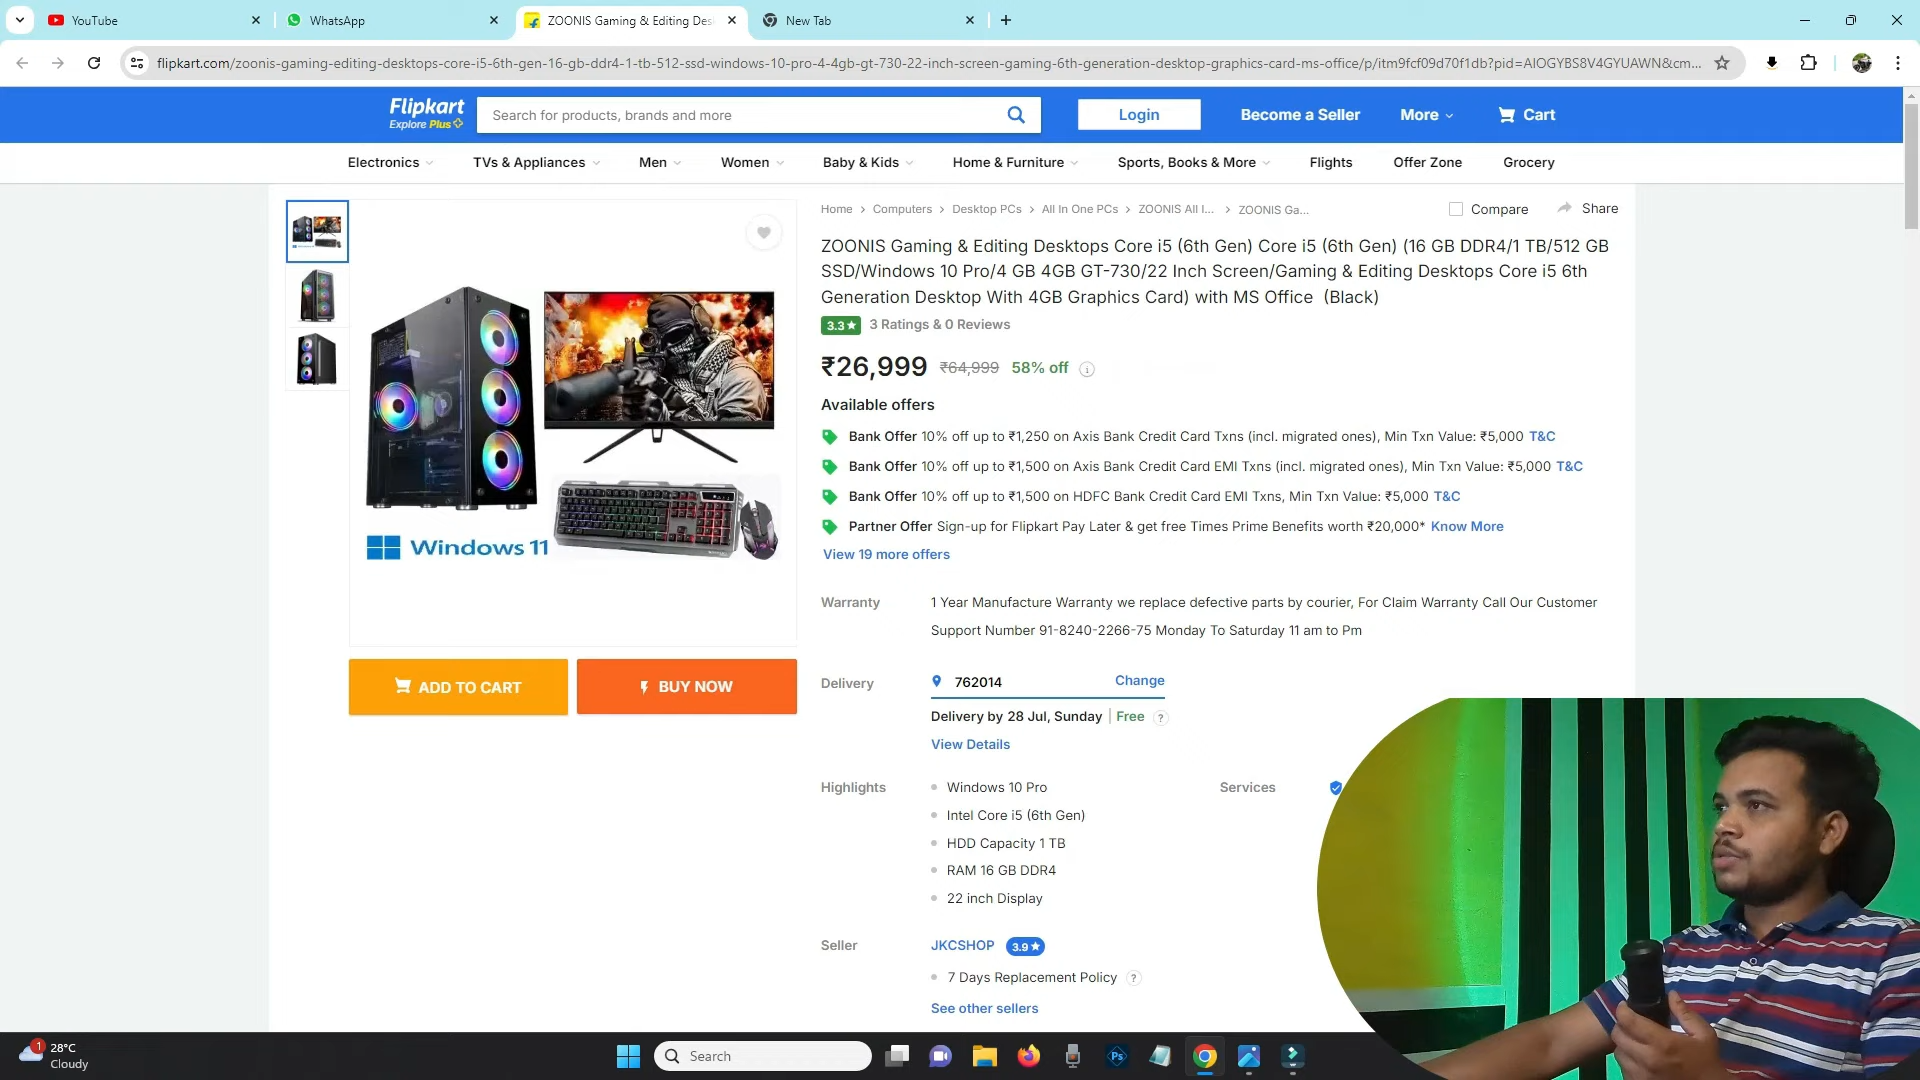 YouTube
WhatsApp
ZOONIS Gaming & Editing Des
New Tab
flipkart.com/zoonis-gaming-editing-desktops-core-i5-6th-gen-16-gb-ddr4-1-tb-512-ssd-windows-10-pro-4-4gb-gt-730-22-inch-screen-gaming-6th-generation-desktop-graphics-card-ms-office/p/itm9fcf09d70f1db?pid=AIOGYBS8V4GYUAWN&cm...
Flipkart
Explore Plus
Search for products, brands and more
Login
Become a Seller
More
Cart
Electronics
TVs & Appliances
Men
Women
Baby & Kids
Home & Furniture
Sports, Books & More
Flights
Offer Zone
Grocery
Home > Computers > Desktop PCs > All In One PCs > ZOONIS All I... > ZOONIS Ga...
Compare
Share
ZOONIS Gaming & Editing Desktops Core i5 (6th Gen) Core i5 (6th Gen) (16 GB DDR4/1 TB/512 GB
SSD/Windows 10 Pro/4 GB 4GB GT-730/22 Inch Screen/Gaming & Editing Desktops Core i5 6th
Generation Desktop With 4GB Graphics Card) with MS Office (Black)
3.3★ 3 Ratings & 0 Reviews
₹26,999 ₹64,999 58% off
Available offers
Bank Offer 10% off up to ₹1,250 on Axis Bank Credit Card Txns (incl. migrated ones), Min Txn Value: ₹5,000 T&C
Bank Offer 10% off up to ₹1,500 on Axis Bank Credit Card EMI Txns (incl. migrated ones), Min Txn Value: ₹5,000 T&C
Bank Offer 10% off up to ₹1,500 on HDFC Bank Credit Card EMI Txns, Min Txn Value: ₹5,000 T&C
Partner Offer Sign-up for Flipkart Pay Later & get free Times Prime Benefits worth ₹20,000* Know More
View 19 more offers
Windows 11
ADD TO CART
BUY NOW
Warranty
1 Year Manufacture Warranty we replace defective parts by courier, For Claim Warranty Call Our Customer
Support Number 91-8240-2266-75 Monday To Saturday 11 am to Pm
Delivery
762014
Change
Delivery by 28 Jul, Sunday | Free ?
View Details
Highlights
Windows 10 Pro
Intel Core i5 (6th Gen)
HDD Capacity 1 TB
RAM 16 GB DDR4
22 inch Display
Services
Seller
JKCSHOP 3.9★
7 Days Replacement Policy ?
See other sellers
1
28°C
Cloudy
Search
Ps